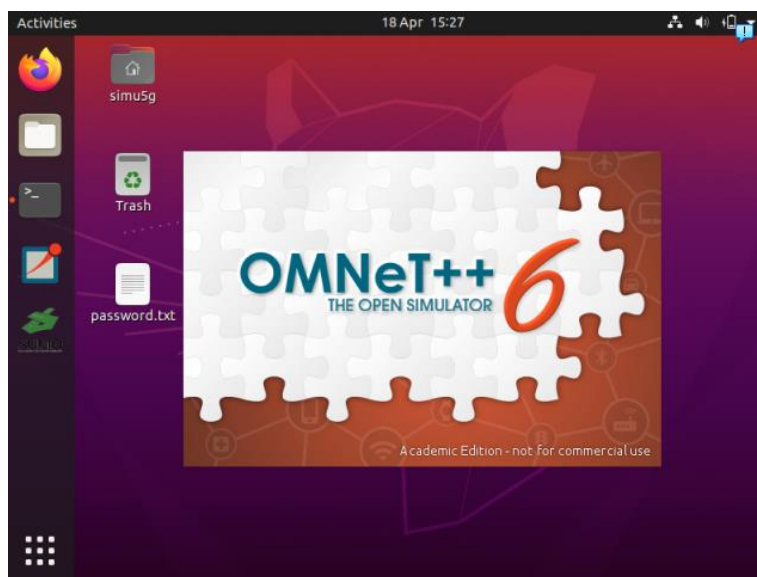 Activities
18 Apr 15:27
simu5g
Trash
password.txt
OMNeT++ 6
THE OPEN SIMULATOR
Academic Edition - not for commercial use